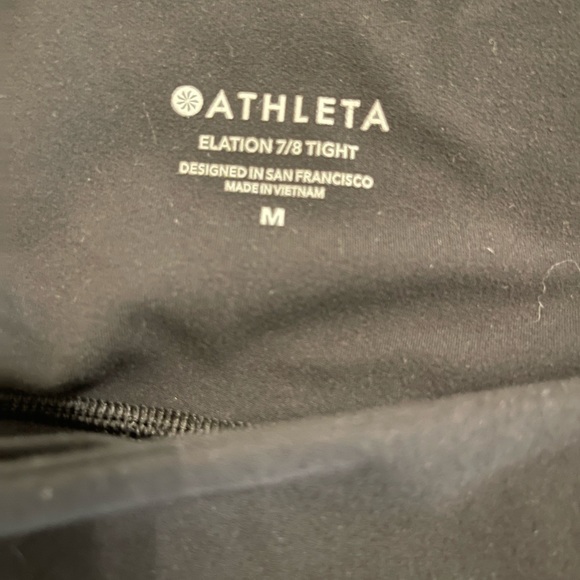 ATHLETA
ELATION 7/8 TIGHT
DESIGNED IN SAN FRANCISCO
MADE IN VIETNAM
M